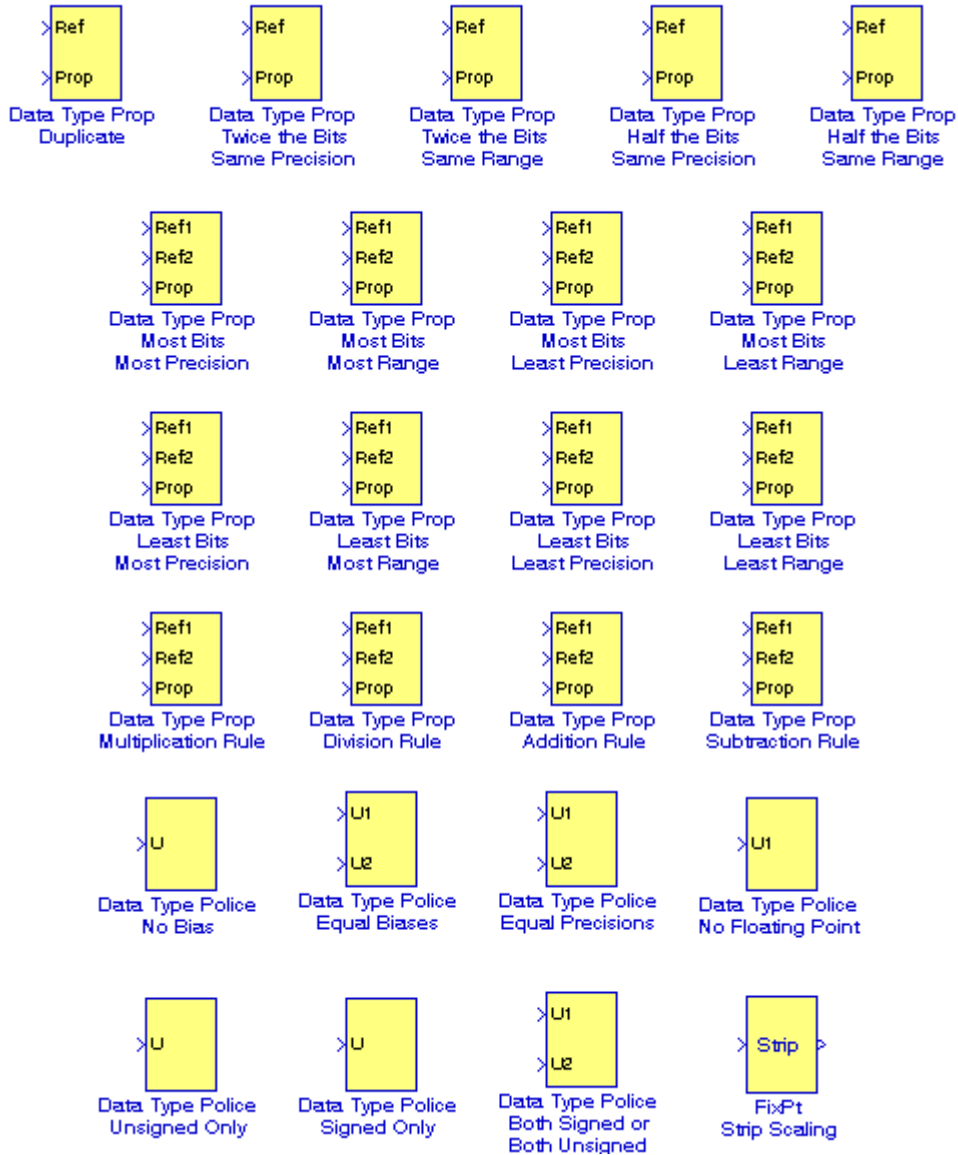 Ref Ref Ref Ref Ref
Prop Prop Prop Prop Prop
Data Type Prop Data Type Prop Data Type Prop Data Type Prop Data Type Prop
Duplicate Twice the Bits Twice the Bits Half the Bits Half the Bits
Same Precision Same Range Same Precision Same Range
Ref1 Ref1 Ref1 Ref1
Ref2 Ref2 Ref2 Ref2
Prop Prop Prop Prop
Data Type Prop Data Type Prop Data Type Prop Data Type Prop
Most Bits Most Bits Most Bits Most Bits
Most Precision Most Range Least Precision Least Range
Ref1 Ref1 Ref1 Ref1
Ref2 Ref2 Ref2 Ref2
Prop Prop Prop Prop
Data Type Prop Data Type Prop Data Type Prop Data Type Prop
Least Bits Least Bits Least Bits Least Bits
Most Precision Most Range Least Precision Least Range
Ref1 Ref1 Ref1 Ref1
Ref2 Ref2 Ref2 Ref2
Prop Prop Prop Prop
Data Type Prop Data Type Prop Data Type Prop Data Type Prop
Multiplication Rule Division Rule Addition Rule Subtraction Rule
U U1 U1 U1
U2 U2
Data Type Police Data Type Police Data Type Police Data Type Police
No Bias Equal Biases Equal Precisions No Floating Point
U U U1 Strip
U2
Data Type Police Data Type Police Data Type Police FixPt
Unsigned Only Signed Only Both Signed or Strip Scaling
Both Unsigned